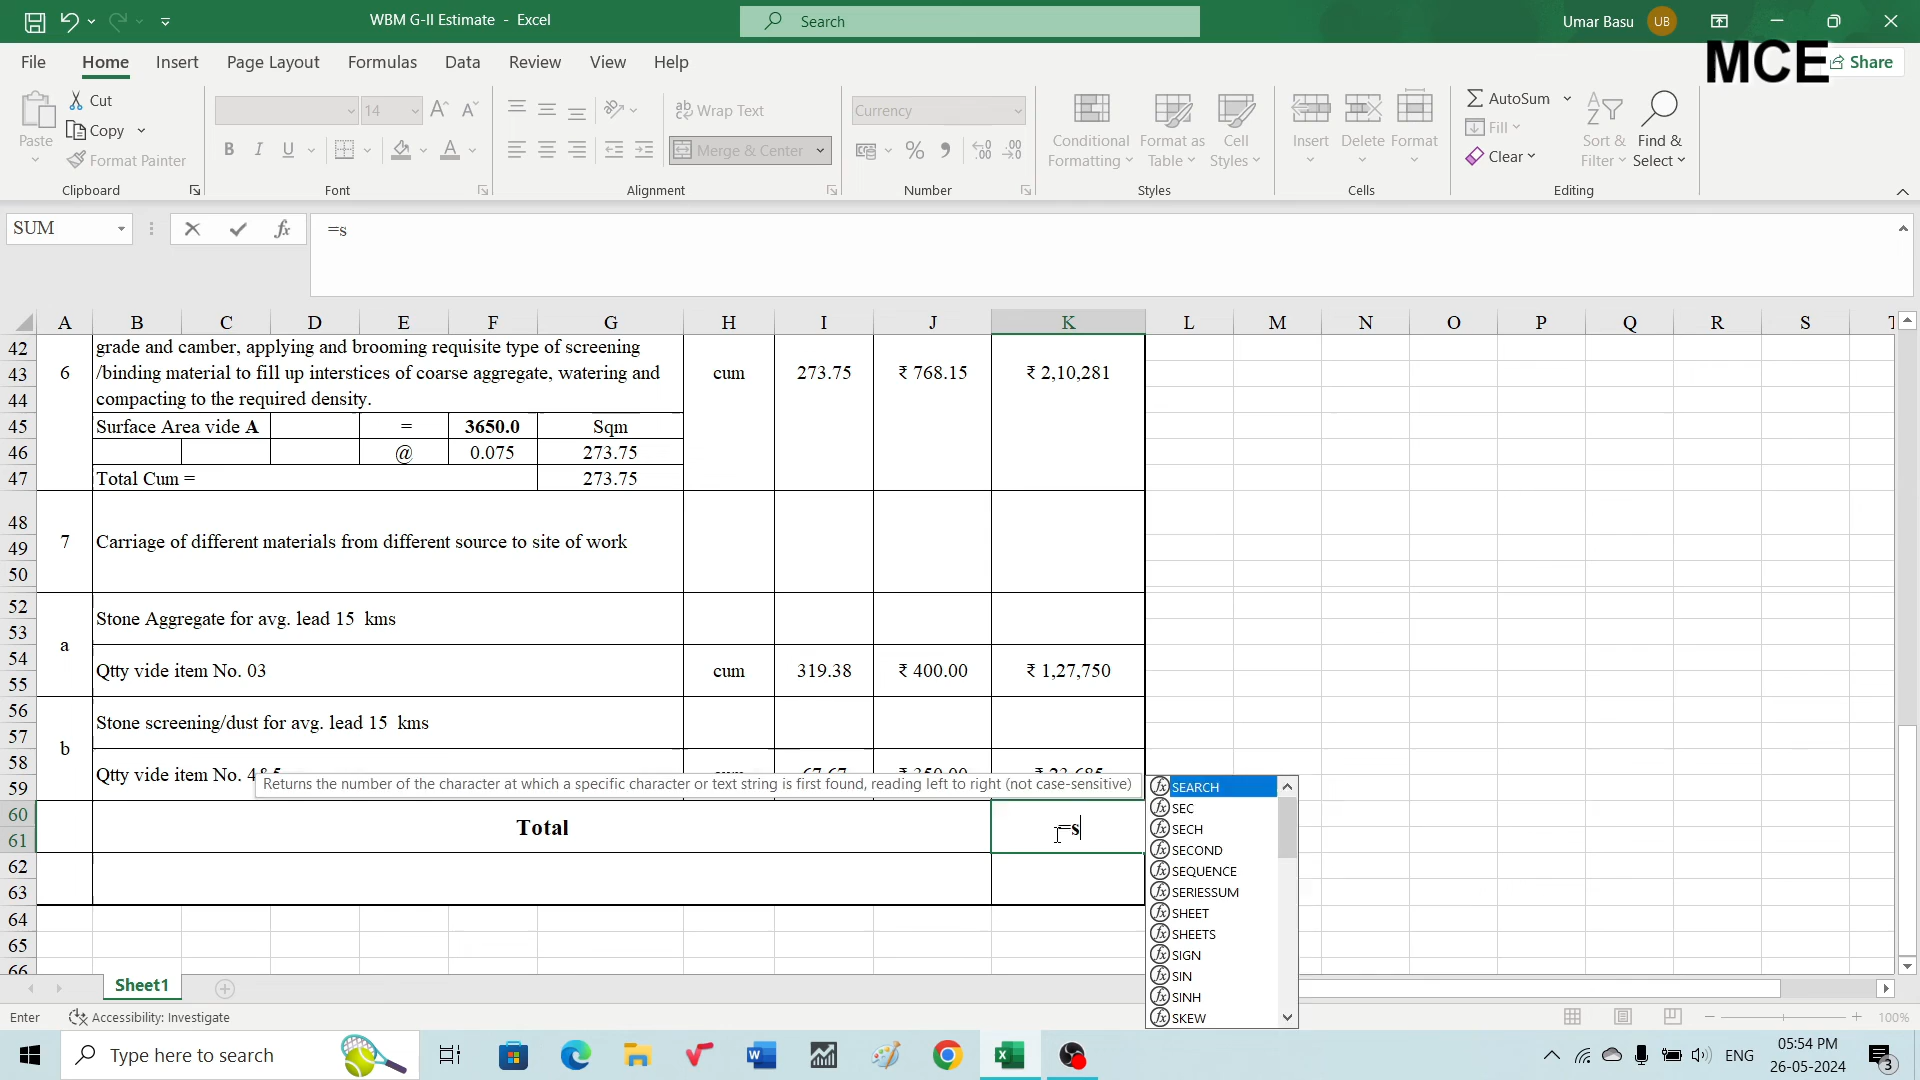 WBM G-II Estimate - Excel
Search
Umar Basu
UB
MCE
File Home Insert Page Layout Formulas Data Review View Help
Share
Paste
Cut
Copy
Format Painter
Clipboard
14
B I U A
Font
Wrap Text
Merge & Center
Alignment
Currency
% ,
Number
Conditional Formatting
Format as Table
Cell Styles
Styles
Insert Delete Format
Cells
AutoSum
Fill
Clear
Sort & Filter
Find & Select
Editing
SUM fx =s
A B C D E F G H I J K L M N O P Q R S
42 grade and camber, applying and brooming requisite type of screening
43 6 /binding material to fill up interstices of coarse aggregate, watering and cum 273.75 ₹ 768.15 ₹ 2,10,281
44 compacting to the required density.
45 Surface Area vide A = 3650.0 Sqm
46 @ 0.075 273.75
47 Total Cum = 273.75
48
49 7 Carriage of different materials from different source to site of work
50
52 Stone Aggregate for avg. lead 15 kms
53
a
54 Qtty vide item No. 03 cum 319.38 ₹ 400.00 ₹ 1,27,750
55
56 Stone screening/dust for avg. lead 15 kms
57
b
58
59 Qtty vide item No.
Returns the number of the character at which a specific character or text string is first found, reading left to right (not case-sensitive)
60 Total =s
61
62
63
64
65
66
SEARCH
SEC
SECH
SECOND
SEQUENCE
SERIESSUM
SHEET
SHEETS
SIGN
SIN
SINH
SKEW
Sheet1
Enter Accessibility: Investigate 100%
Type here to search
ENG
05:54 PM
26-05-2024
3